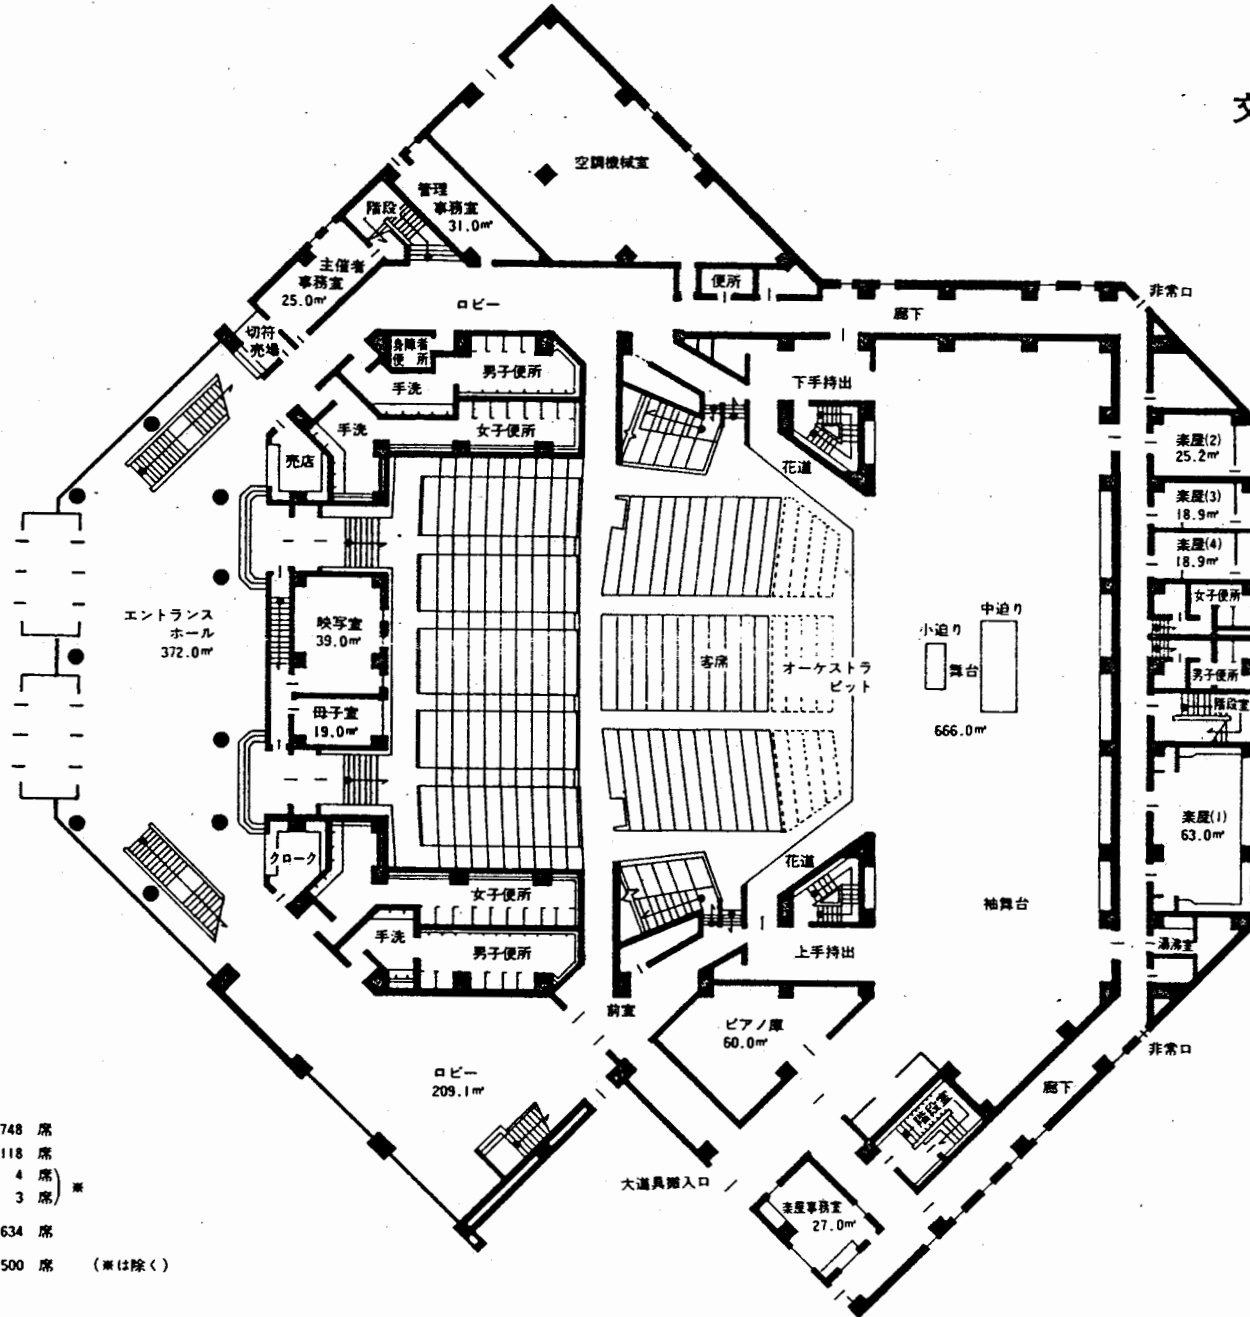 空調機械室
管理
事務室
31.0㎡
階段
主催者
事務室
25.0㎡
切符
売場
ロビー
便所
廊下
非常口
身障者
便所
男子便所
手洗
女子便所
手洗
売店
下手持出
花道
楽屋(2)
25.2㎡
楽屋(3)
18.9㎡
楽屋(4)
18.9㎡
女子便所
男子便所
階段室
エントランス
ホール
372.0㎡
映写室
39.0㎡
母子室
19.0㎡
客席
オーケストラ
ピット
小迫り
中迫り
舞台
666.0㎡
楽屋(1)
63.0㎡
クローク
女子便所
手洗
男子便所
花道
上手持出
袖舞台
湯沸室
前室
ピアノ庫
60.0㎡
非常口
廊下
ロビー
209.1㎡
階段室
大道具搬入口
楽屋事務室
27.0㎡
748 席
118 席
4 席
3 席
※
634 席
500 席 (※は除く)